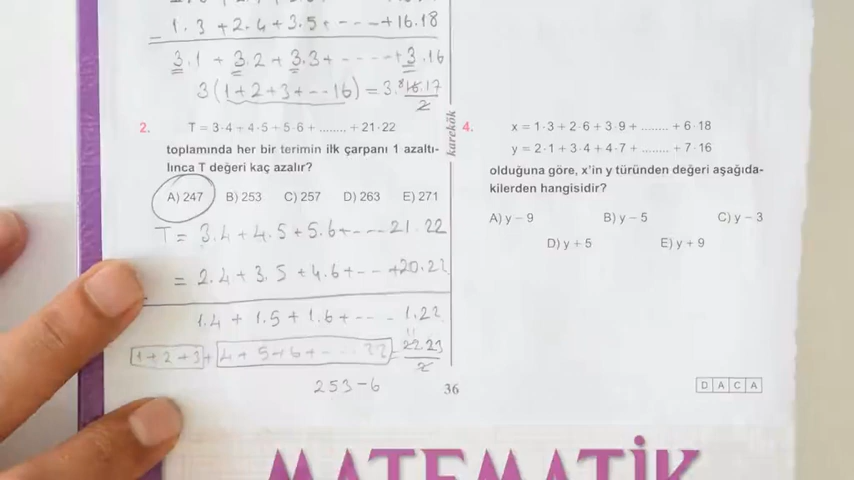 1.3 + 2.4 + 3.5 + --- + 16.18
3.1 + 3.2 + 3.3 + ---- + 3.16
3(1+2+3+--16) = 3.⁸16.17
2
2. T = 3·4 + 4·5 + 5·6 + ........ + 21·22
toplamında her bir terimin ilk çarpanı 1 azaltı-
lınca T değeri kaç azalır?
A) 247 B) 253 C) 257 D) 263 E) 271
T = 3.4 + 4.5 + 5.6 + --- 21.22
= 2.4 + 3.5 + 4.6 + --- + 20.22
1.4 + 1.5 + 1.6 + --- - 1.22
1+2+3 + 4+5+6+ --- 22 = 22.23
11
2
253-6
karekök
4. x = 1·3 + 2·6 + 3·9 + ........ + 6·18
y = 2·1 + 3·4 + 4·7 + ........ + 7·16
olduğuna göre, x'in y türünden değeri aşağıda-
kilerden hangisidir?
A) y – 9 B) y – 5 C) y – 3
D) y + 5 E) y + 9
36
D A C A
MATEMATİK